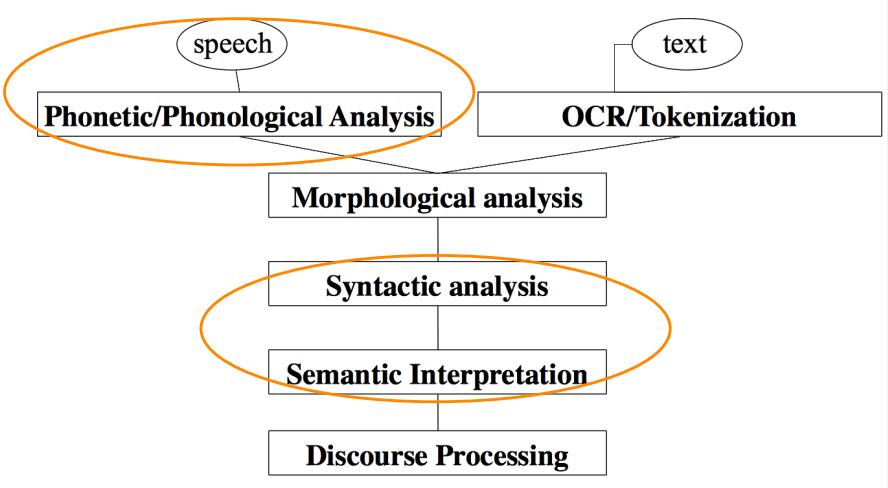 speech
text
Phonetic/Phonological Analysis
OCR/Tokenization
Morphological analysis
Syntactic analysis
Semantic Interpretation
Discourse Processing